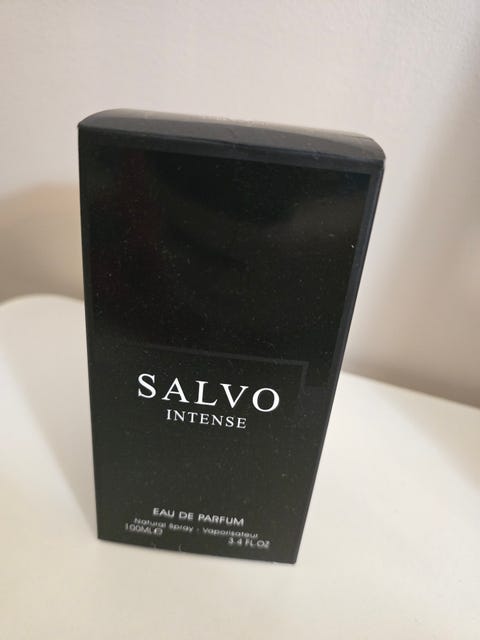 SALVO
INTENSE
EAU DE PARFUM
Natural Spray - Vaporisateur
100ML℮ 3.4 FL.OZ